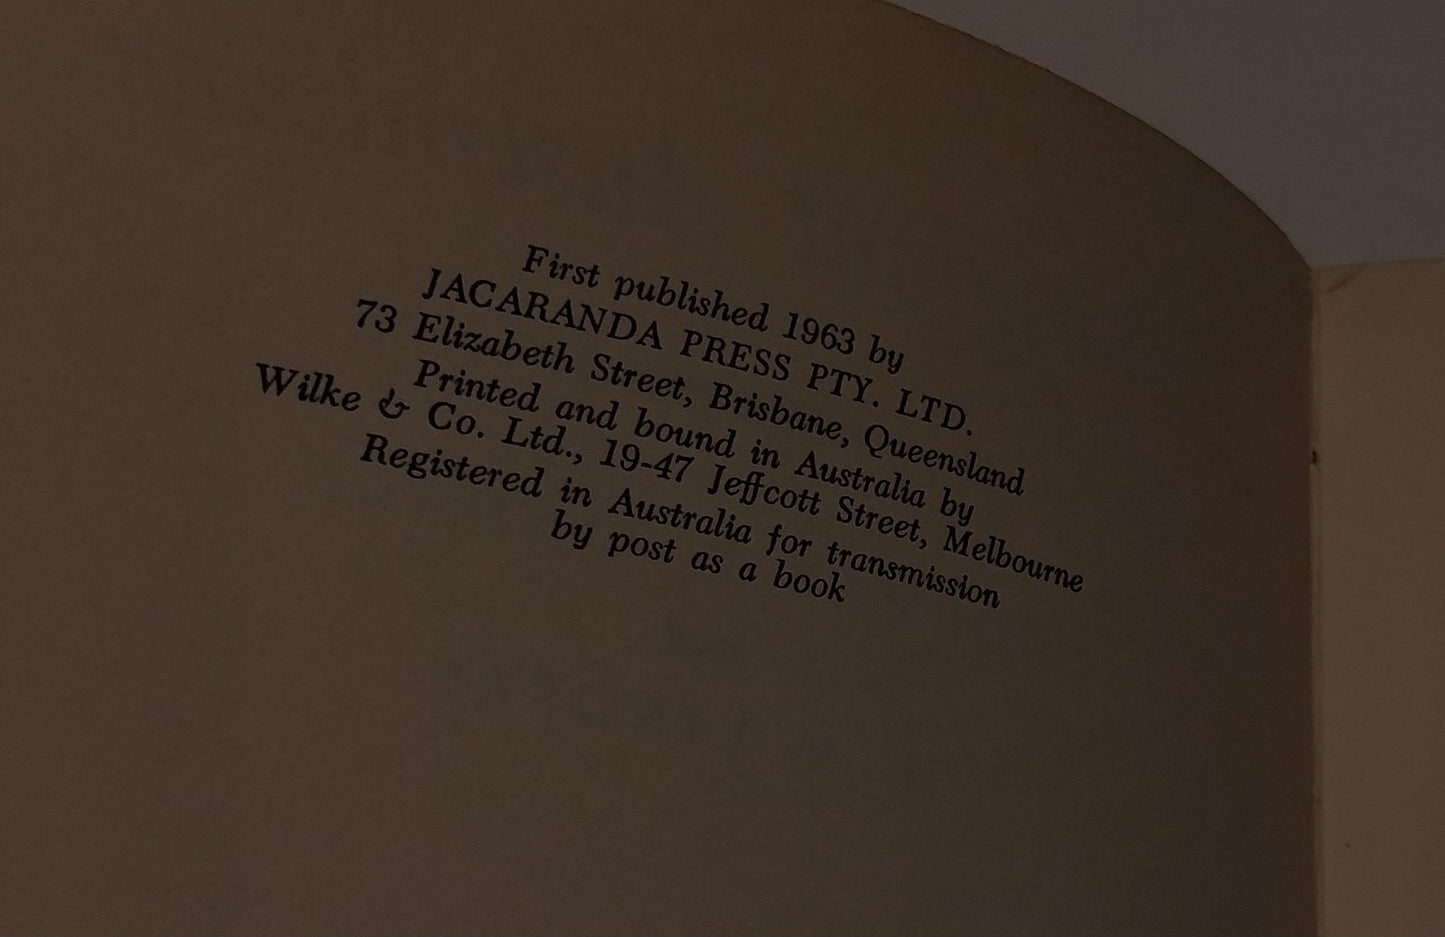 First published 1963 by
JACARANDA PRESS PTY. LTD.
73 Elizabeth Street, Brisbane, Queensland
Printed and bound in Australia by
Wilke & Co. Ltd., 19-47 Jeffcott Street, Melbourne
Registered in Australia for transmission
by post as a book